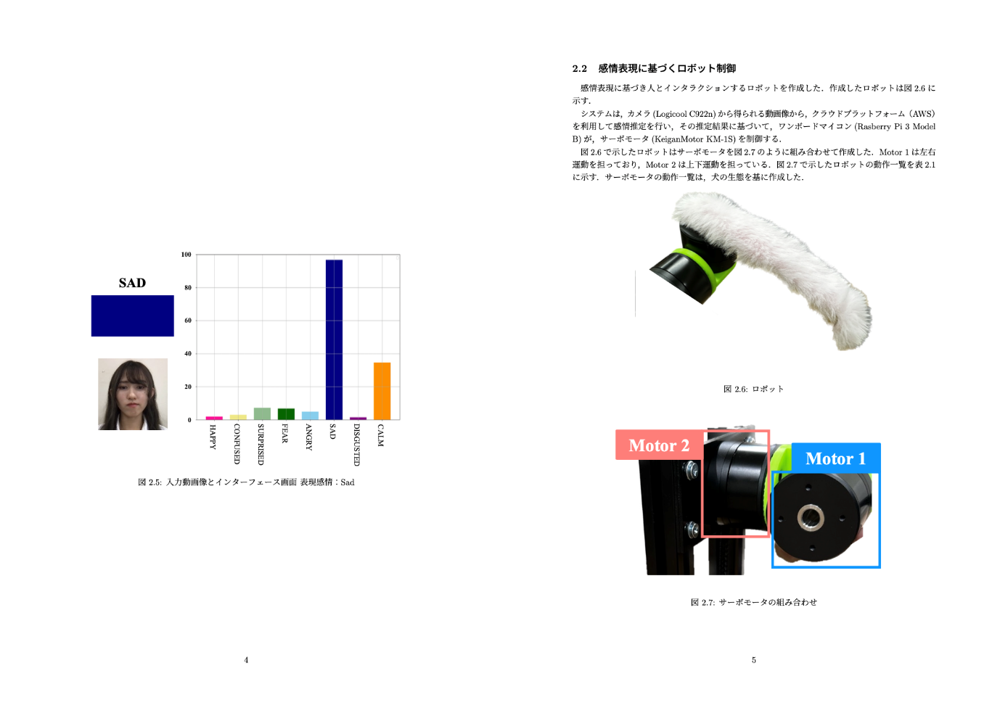 SAD
100
80
60
40
20
0
HAPPY
CONFUSED
SURPRISED
FEAR
ANGRY
SAD
DISGUSTED
CALM
図 2.5: 入力動画像とインターフェース画面 表現感情：Sad
4
2.2 感情表現に基づくロボット制御
感情表現に基づき人とインタラクションするロボットを作成した．作成したロボットは図 2.6 に
示す．
システムは，カメラ (Logicool C922n) から得られる動画像から，クラウドプラットフォーム（AWS）
を利用して感情推定を行い，その推定結果に基づいて，ワンボードマイコン (Rasberry Pi 3 Model
B) が，サーボモータ (KeiganMotor KM-1S) を制御する．
図 2.6 で示したロボットはサーボモータを図 2.7 のように組み合わせて作成した．Motor 1 は左右
運動を担っており，Motor 2 は上下運動を担っている．図 2.7 で示したロボットの動作一覧を表 2.1
に示す．サーボモータの動作一覧は，犬の生態を基に作成した．
図 2.6: ロボット
Motor 2
Motor 1
図 2.7: サーボモータの組み合わせ
5